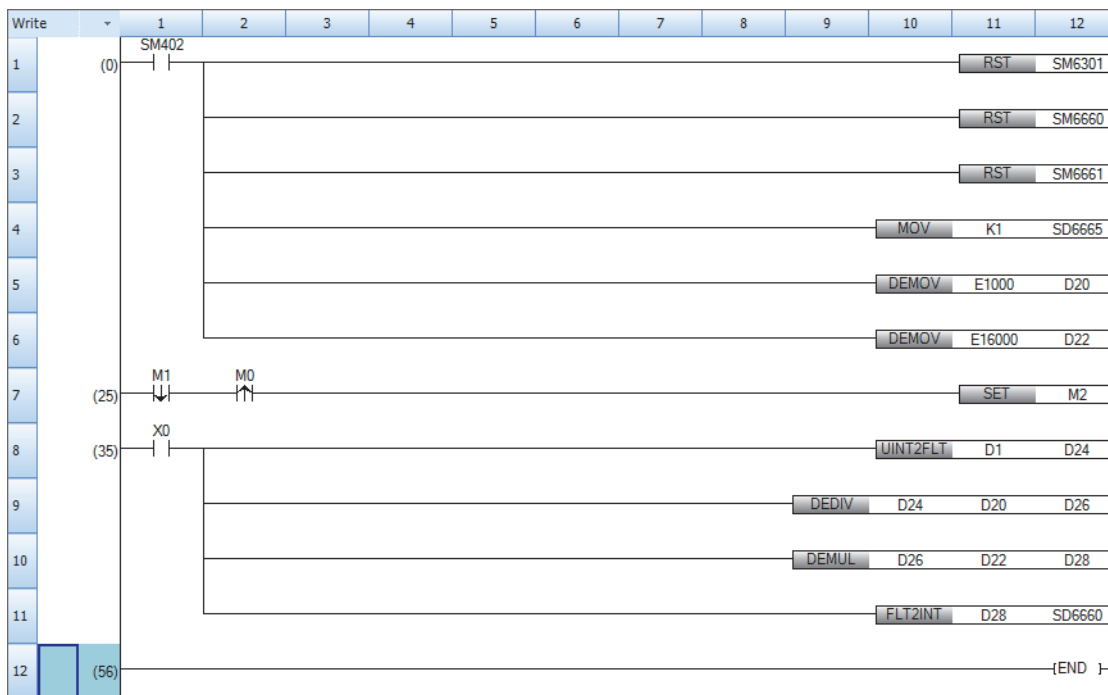 Write 1 2 3 4 5 6 7 8 9 10 11 12
SM402
1 (0) RST SM6301
2 RST SM6660
3 RST SM6661
4 MOV K1 SD6665
5 DEMOV E1000 D20
6 DEMOV E16000 D22
M1 M0
7 (25) SET M2
X0
8 (35) UINT2FLT D1 D24
9 DEDIV D24 D20 D26
10 DEMUL D26 D22 D28
11 FLT2INT D28 SD6660
12 (56) [END ]